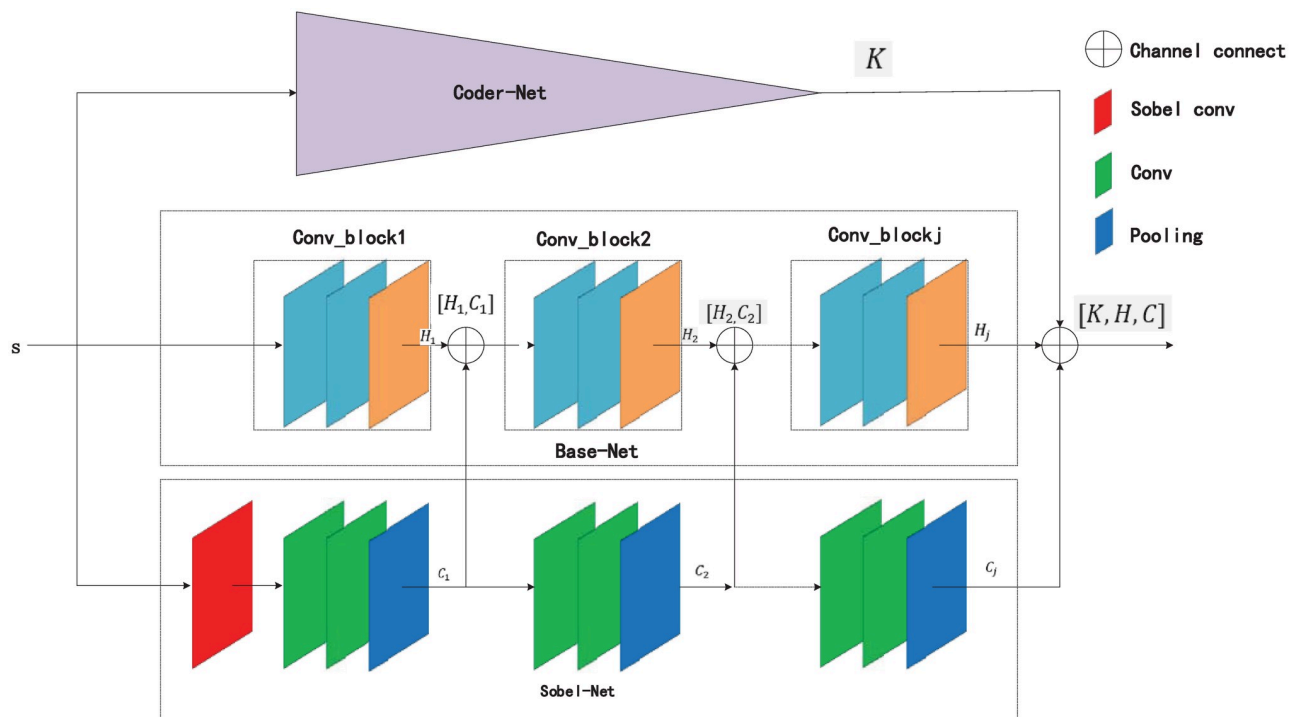 K
Coder-Net
Channel connect
Sobel conv
Conv
Pooling
Conv_block1
Conv_block2
Conv_blockj
[H₁,C₁]
[H₂,C₂]
[K, H, C]
s
H₁
H₂
Hⱼ
Base-Net
C₁
C₂
Cⱼ
Sobel-Net